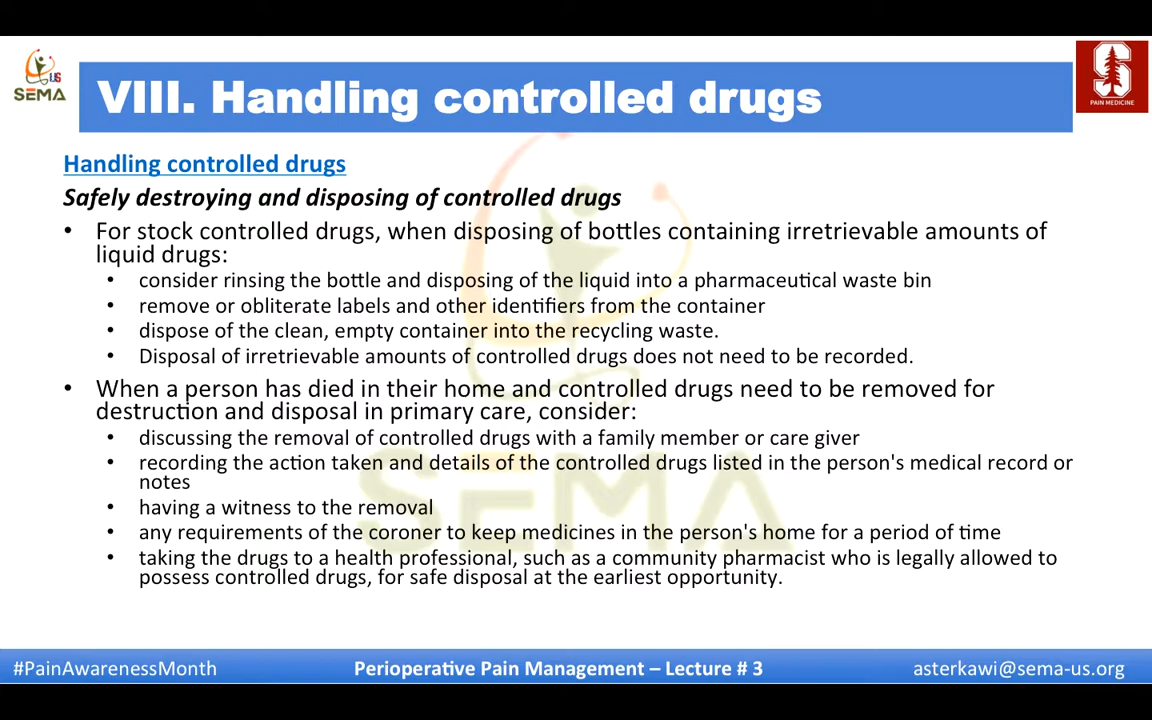 US
SEMA
VIII. Handling controlled drugs
S
PAIN MEDICINE
Handling controlled drugs
Safely destroying and disposing of controlled drugs
• For stock controlled drugs, when disposing of bottles containing irretrievable amounts of
liquid drugs:
• consider rinsing the bottle and disposing of the liquid into a pharmaceutical waste bin
• remove or obliterate labels and other identifiers from the container
• dispose of the clean, empty container into the recycling waste.
• Disposal of irretrievable amounts of controlled drugs does not need to be recorded.
• When a person has died in their home and controlled drugs need to be removed for
destruction and disposal in primary care, consider:
• discussing the removal of controlled drugs with a family member or care giver
• recording the action taken and details of the controlled drugs listed in the person's medical record or
notes
• having a witness to the removal
• any requirements of the coroner to keep medicines in the person's home for a period of time
• taking the drugs to a health professional, such as a community pharmacist who is legally allowed to
possess controlled drugs, for safe disposal at the earliest opportunity.
SEMA
#PainAwarenessMonth
Perioperative Pain Management – Lecture # 3
asterkawi@sema-us.org